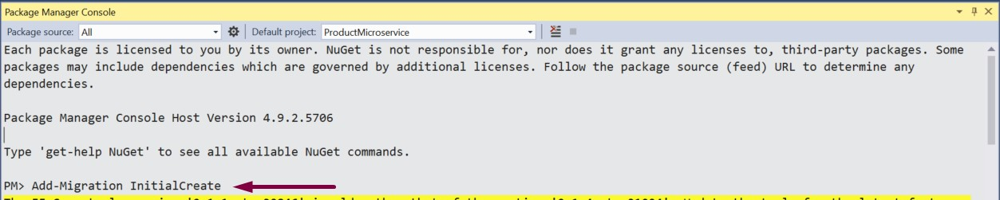 Package Manager Console
Package source: All Default project: ProductMicroservice
Each package is licensed to you by its owner. NuGet is not responsible for, nor does it grant any licenses to, third-party packages. Some
packages may include dependencies which are governed by additional licenses. Follow the package source (feed) URL to determine any
dependencies.
Package Manager Console Host Version 4.9.2.5706
Type 'get-help NuGet' to see all available NuGet commands.
PM> Add-Migration InitialCreate